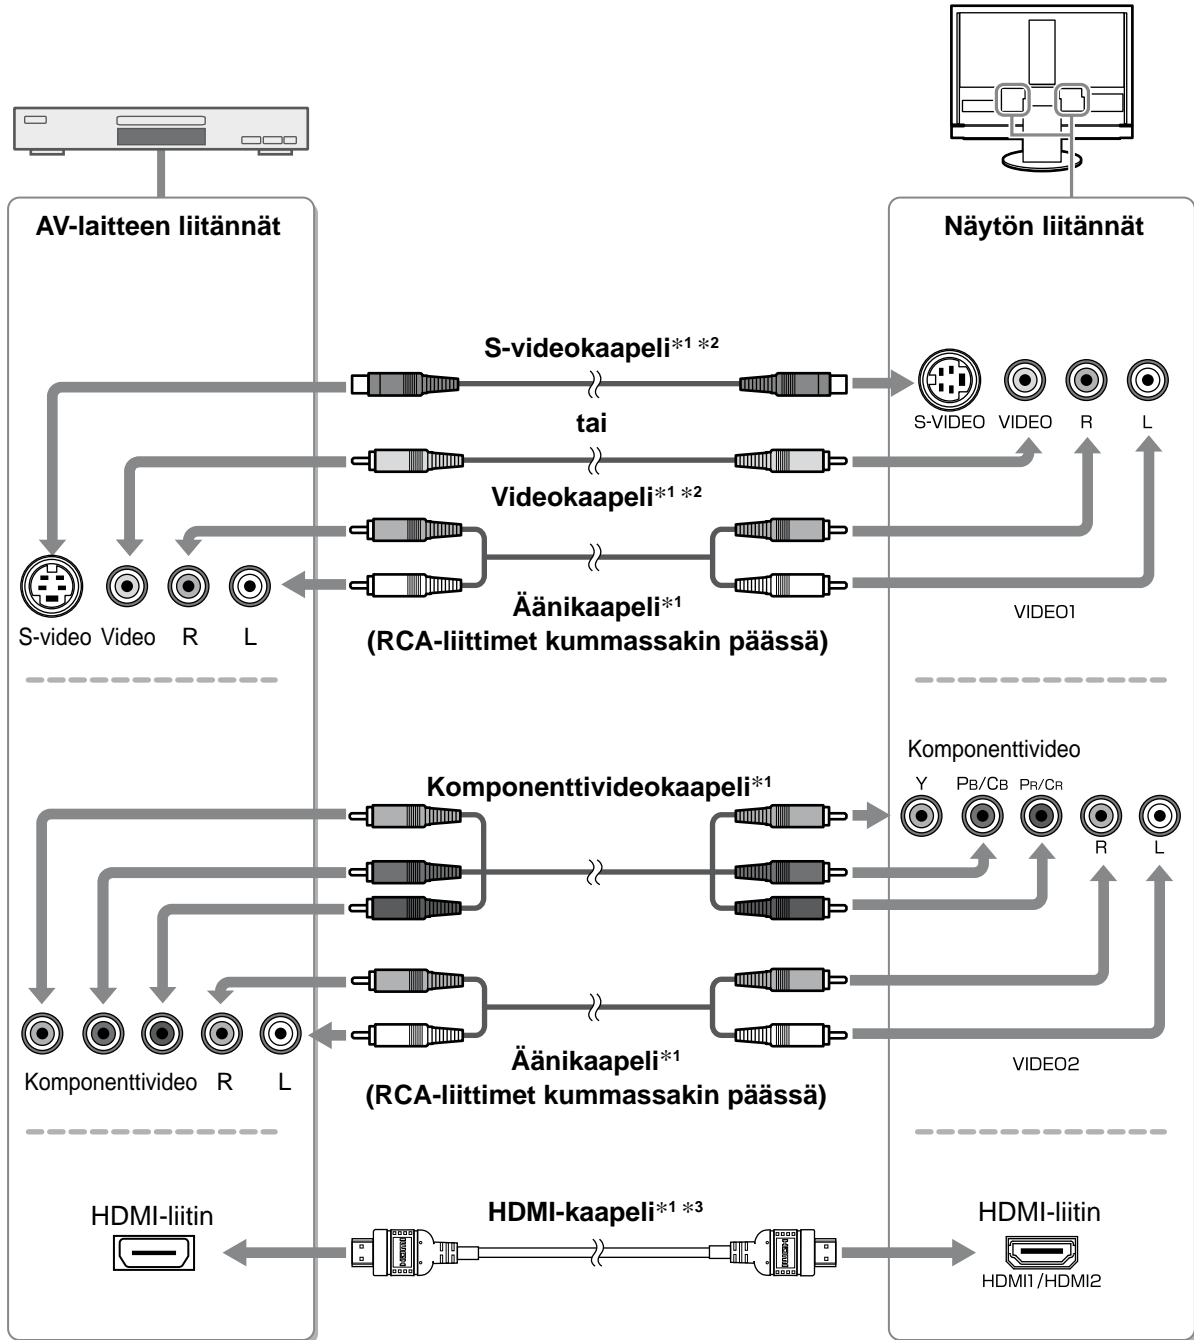 AV-laitteen liitännät
Näytön liitännät
S-videokaapeli*1 *2
tai
Videokaapeli*1 *2
S-VIDEO VIDEO R L
Äänikaapeli*1
(RCA-liittimet kummassakin päässä)
S-video Video R L
VIDEO1
Komponenttivideokaapeli*1
Komponenttivideo
Y PB/CB PR/CR
R L
Äänikaapeli*1
(RCA-liittimet kummassakin päässä)
Komponenttivideo R L
VIDEO2
HDMI-kaapeli*1 *3
HDMI-liitin
HDMI-liitin
HDMI1/HDMI2
HDMI
HDMI